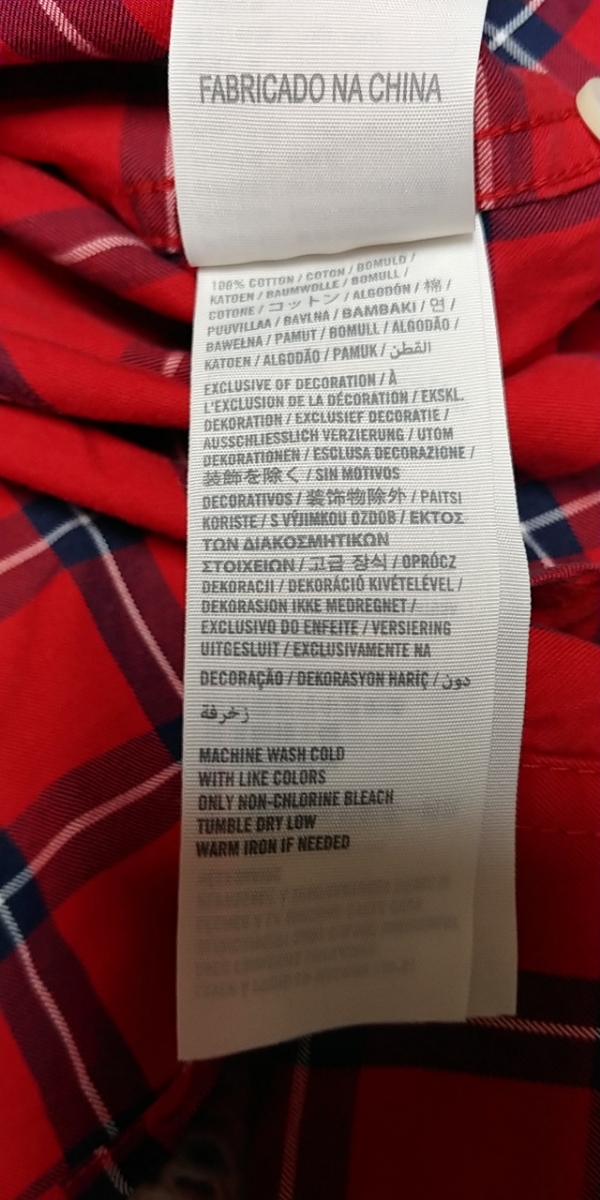 FABRICADO NA CHINA
100% COTTON / COTON / BOMULD /
KATOEN / BAUMWOLLE / BOMULL /
COTONE / コットン / ALGODÓN / 棉 /
PUUVILLAA / BAVLNA / ΒΑΜΒΑΚΙ / 면 /
BAWEŁNA / PAMUT / BOMULL / ALGODÃO /
KATOEN / ALGODÃO / PAMUK / القطن
EXCLUSIVE OF DECORATION / À
L'EXCLUSION DE LA DÉCORATION / EKSKL.
DEKORATION / EXCLUSIEF DECORATIE /
AUSSCHLIESSLICH VERZIERUNG / UTOM
DEKORATIONEN / ESCLUSA DECORAZIONE /
装飾を除く / SIN MOTIVOS
DECORATIVOS / 装饰物除外 / PAITSI
KORISTE / S VÝJIMKOU OZDOB / ΕΚΤΟΣ
ΤΩΝ ΔΙΑΚΟΣΜΗΤΙΚΩΝ
ΣΤΟΙΧΕΙΩΝ / 고급 장식 / OPRÓCZ
DEKORACJI / DEKORÁCIÓ KIVÉTELÉVEL /
DEKORASJON IKKE MEDREGNET /
EXCLUSIVO DO ENFEITE / VERSIERING
UITGESLUIT / EXCLUSIVAMENTE NA
DECORAÇÃO / DEKORASYON HARİÇ / دون
زخرفة
MACHINE WASH COLD
WITH LIKE COLORS
ONLY NON-CHLORINE BLEACH
TUMBLE DRY LOW
WARM IRON IF NEEDED